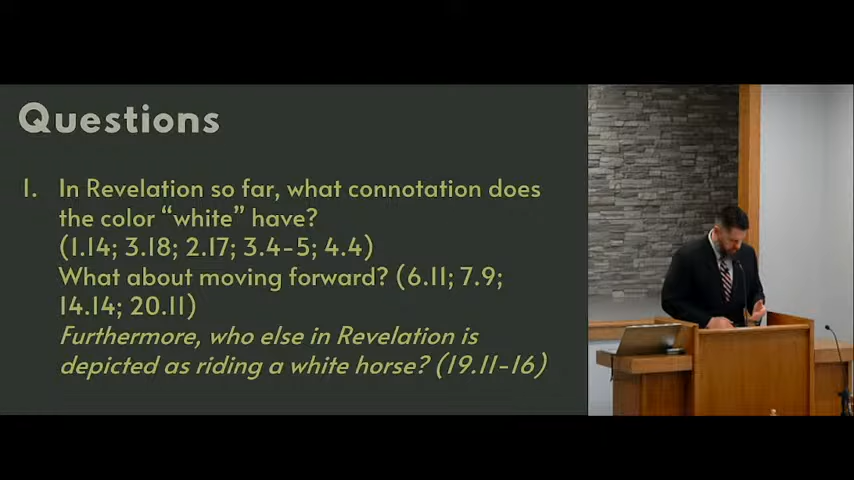 Questions
1. In Revelation so far, what connotation does
the color “white” have?
(1.14; 3.18; 2.17; 3.4-5; 4.4)
What about moving forward? (6.11; 7.9;
14.14; 20.11)
Furthermore, who else in Revelation is
depicted as riding a white horse? (19.11-16)